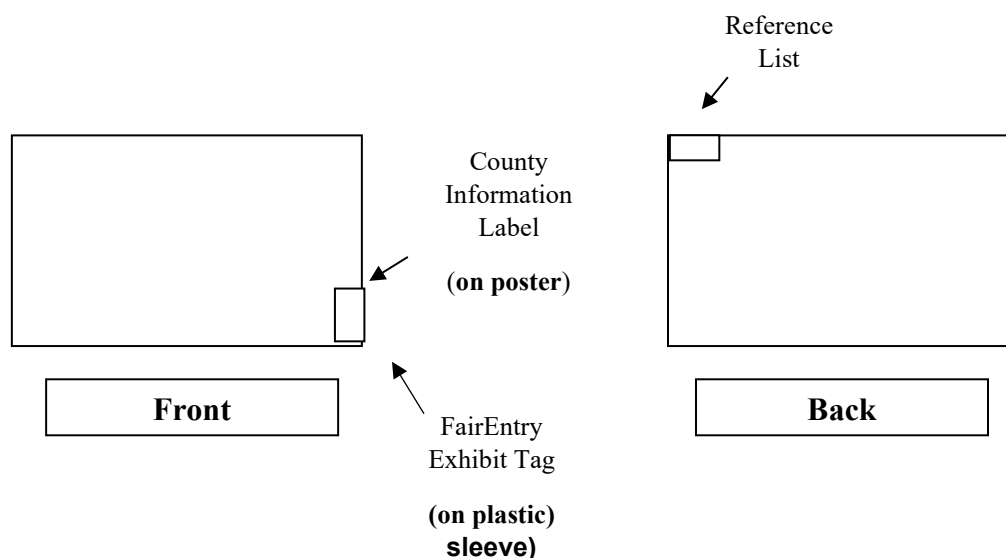 Reference
List
County
Information
Label
(on poster)
Front
Back
FairEntry
Exhibit Tag
(on plastic)
sleeve)